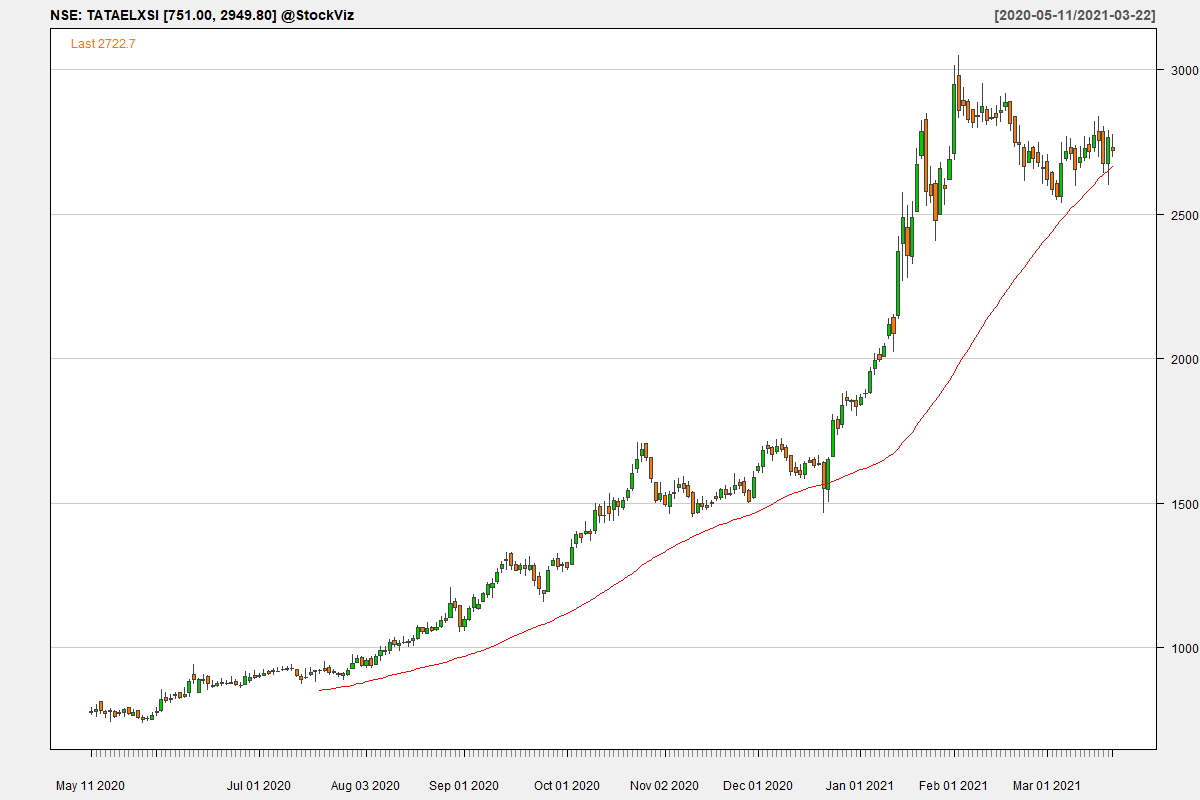 NSE: TATAELXSI [751.00, 2949.80] @StockViz
[2020-05-11/2021-03-22]
Last 2722.7
3000
2500
2000
1500
1000
May 11 2020
Jul 01 2020
Aug 03 2020
Sep 01 2020
Oct 01 2020
Nov 02 2020
Dec 01 2020
Jan 01 2021
Feb 01 2021
Mar 01 2021